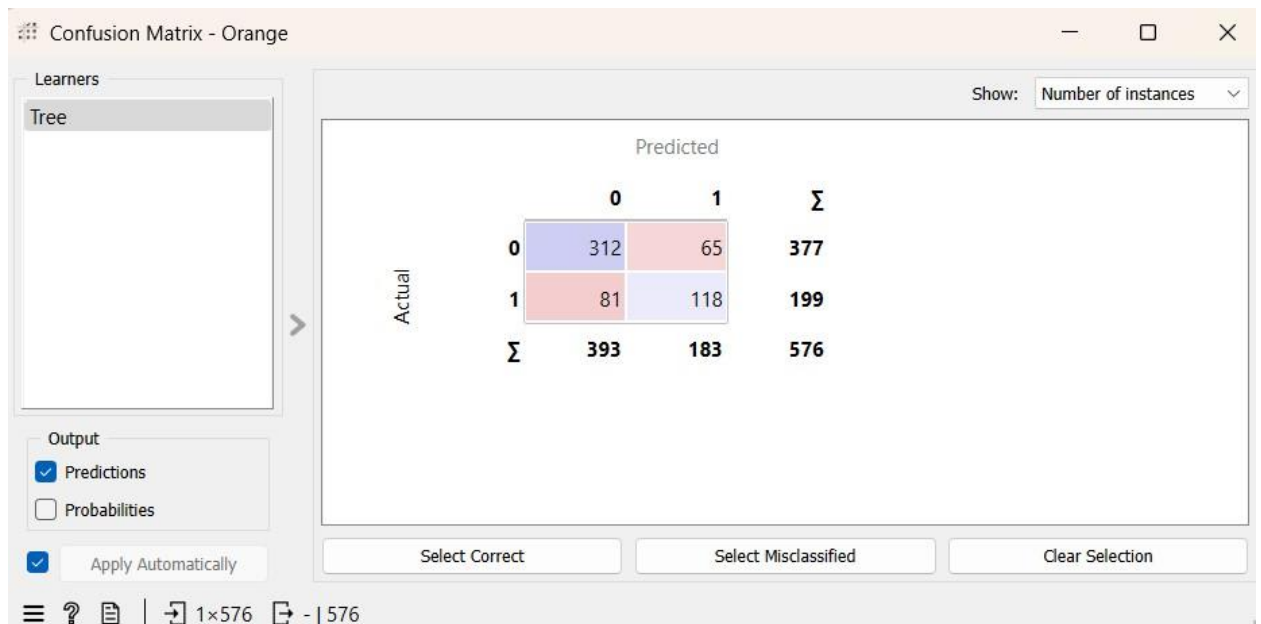 Confusion Matrix - Orange
Learners
Tree
Show: Number of instances
Predicted
0 1 Σ
0 312 65 377
Actual
1 81 118 199
Σ 393 183 576
Output
Predictions
Probabilities
Apply Automatically
Select Correct Select Misclassified Clear Selection
1×576 - | 576